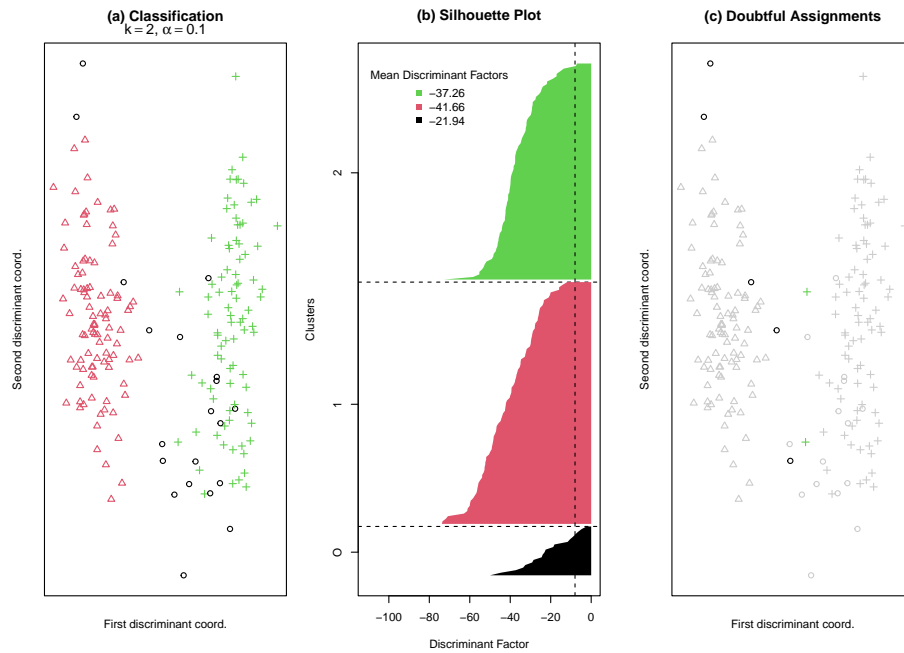 (a) Classification
k = 2, α = 0.1
Second discriminant coord.
First discriminant coord.
(b) Silhouette Plot
Mean Discriminant Factors
−37.26
−41.66
−21.94
Clusters
2
1
O
−100 −80 −60 −40 −20 0
Discriminant Factor
(c) Doubtful Assignments
Second discriminant coord.
First discriminant coord.